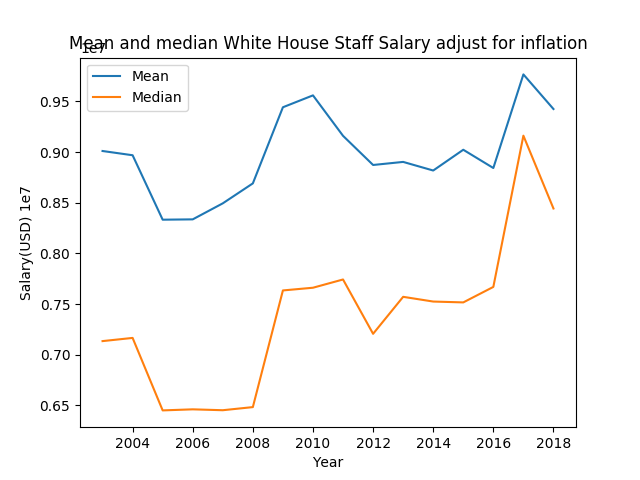 Mean and median White House Staff Salary adjust for inflation
1e7
Mean
Median
0.95
0.90
0.85
0.80
0.75
0.70
0.65
Salary(USD) 1e7
2004 2006 2008 2010 2012 2014 2016 2018
Year